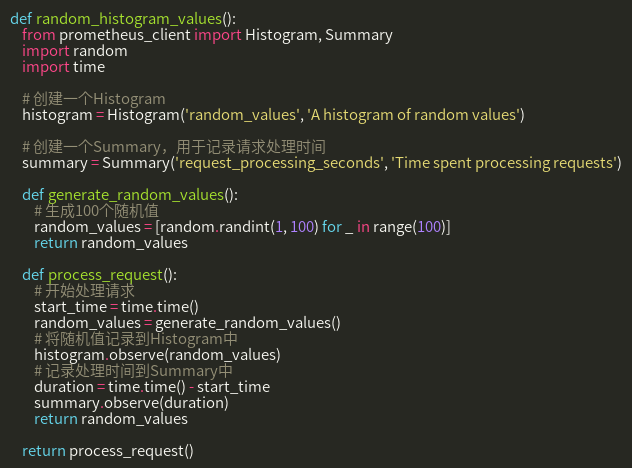 def random_histogram_values():
    from prometheus_client import Histogram, Summary
    import random
    import time
    # 创建一个Histogram
    histogram = Histogram('random_values', 'A histogram of random values')
    # 创建一个Summary，用于记录请求处理时间
    summary = Summary('request_processing_seconds', 'Time spent processing requests')
    def generate_random_values():
        # 生成100个随机值
        random_values = [random.randint(1, 100) for _ in range(100)]
        return random_values
    def process_request():
        # 开始处理请求
        start_time = time.time()
        random_values = generate_random_values()
        # 将随机值记录到Histogram中
        histogram.observe(random_values)
        # 记录处理时间到Summary中
        duration = time.time() - start_time
        summary.observe(duration)
        return random_values
    return process_request()